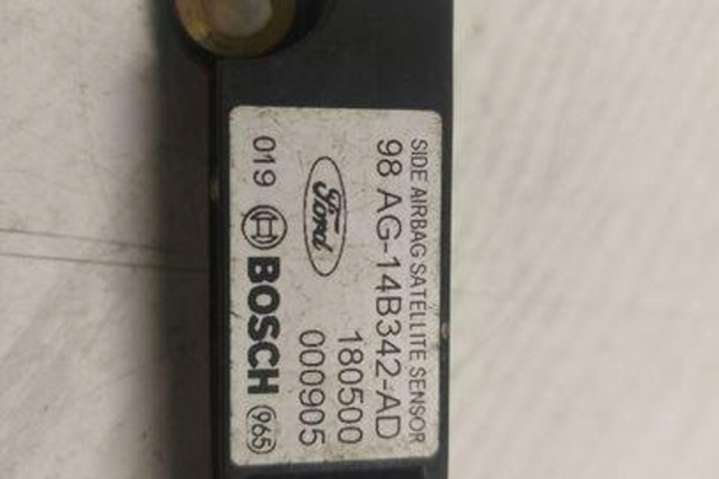 SIDE AIRBAG SATELLITE SENSOR
98 AG-14B342-AD
Ford
180500
000905
019 BOSCH 965